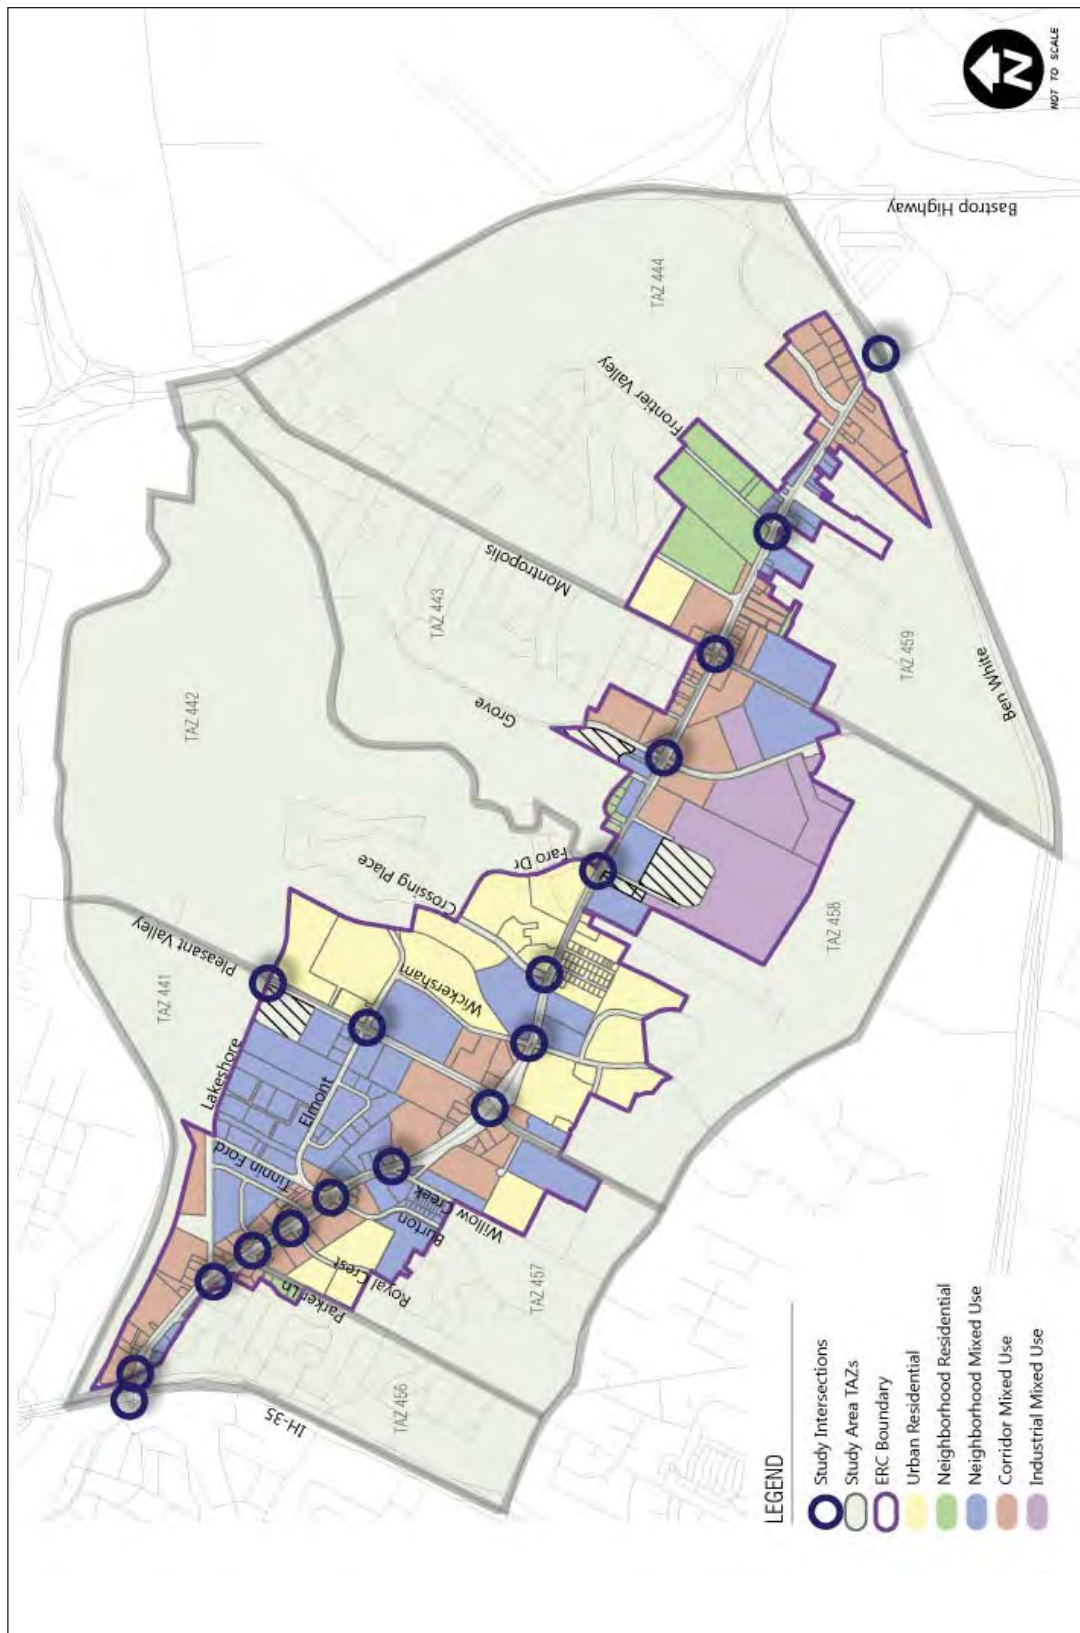 N
NOT TO SCALE
Bastrop Highway
TAZ 444
Frontier Valley
TAZ 442
TAZ 443
Montropolis
Grove
TAZ 459
Ben White
Pleasant Valley
TAZ 441
Crossing Place
Faro Dr
Lakeshore
Wickersham
Elmont
TAZ 458
Tinnin Ford
Willow Creek
Burton
Royal Crest
Parker Ln
TAZ 457
IH-35
TAZ 456
LEGEND
Study Intersections
Study Area TAZs
ERC Boundary
Urban Residential
Neighborhood Residential
Neighborhood Mixed Use
Corridor Mixed Use
Industrial Mixed Use